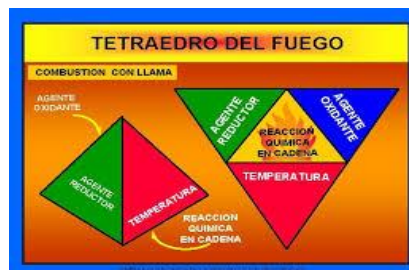 TETRAEDRO DEL FUEGO
COMBUSTION CON LLAMA
AGENTE
OXIDANTE
AGENTE
REDUCTOR
TEMPERATURA
REACCION
QUIMICA
EN CADENA
AGENTE
REDUCTOR
AGENTE
OXIDANTE
REACCION
QUIMICA
EN CADENA
TEMPERATURA